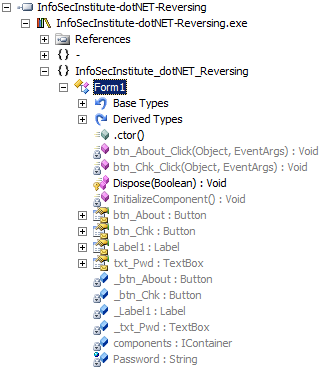 InfoSecInstitute-dotNET-Reversing
InfoSecInstitute-dotNET-Reversing.exe
References
{ } -
{ } InfoSecInstitute_dotNET_Reversing
Form1
Base Types
Derived Types
.ctor()
btn_About_Click(Object, EventArgs) : Void
btn_Chk_Click(Object, EventArgs) : Void
Dispose(Boolean) : Void
InitializeComponent() : Void
btn_About : Button
btn_Chk : Button
Label1 : Label
txt_Pwd : TextBox
_btn_About : Button
_btn_Chk : Button
_Label1 : Label
_txt_Pwd : TextBox
components : IContainer
Password : String